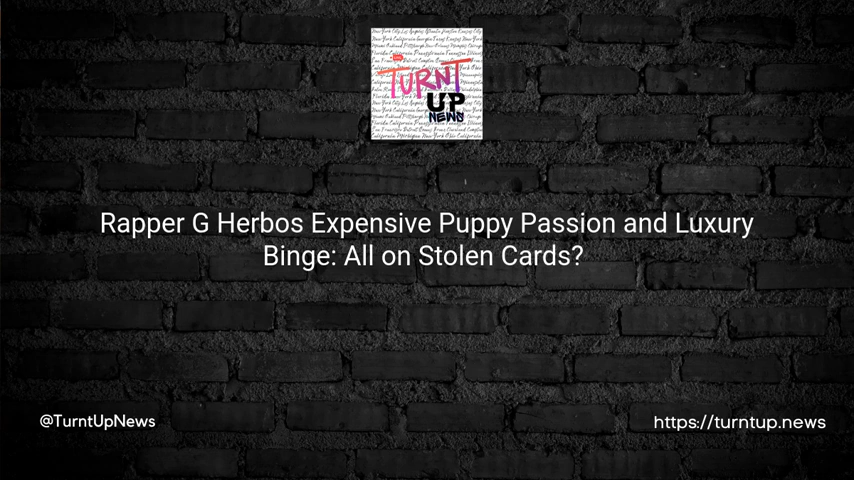 TURNT
UP
NEWS
Rapper G Herbos Expensive Puppy Passion and Luxury
Binge: All on Stolen Cards?
@TurntUpNews
https://turntup.news